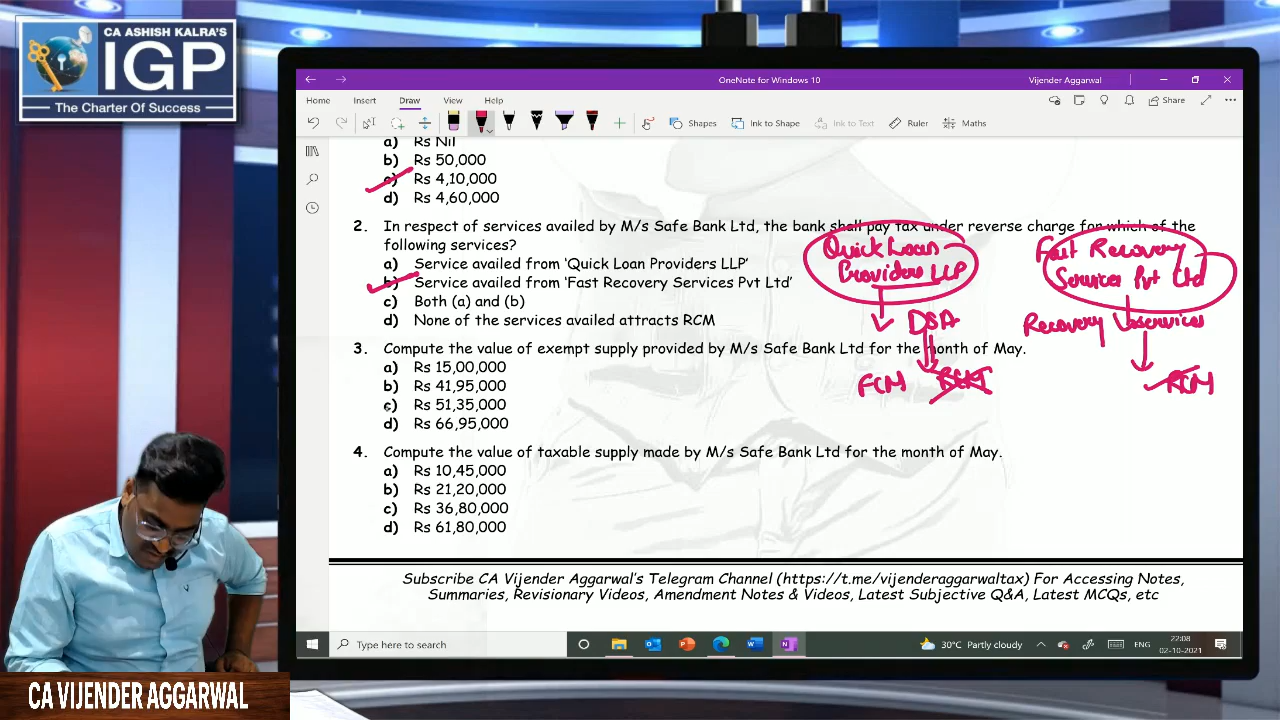 CA ASHISH KALRA'S
IGP
The Charter Of Success
OneNote for Windows 10
Vijender Aggarwal
Home Insert Draw View Help
Share
Shapes Ink to Shape Ink to Text Ruler Maths
a) Rs Nil
b) Rs 50,000
c) Rs 4,10,000
d) Rs 4,60,000
2. In respect of services availed by M/s Safe Bank Ltd, the bank shall pay tax under reverse charge for which of the
following services?
a) Service availed from 'Quick Loan Providers LLP'
b) Service availed from 'Fast Recovery Services Pvt Ltd'
c) Both (a) and (b)
d) None of the services availed attracts RCM
Quick Loan
Providers LLP
DSA
FCM RCM
Fast Recovery
Services Pvt Ltd
Recovery services
RCM
3. Compute the value of exempt supply provided by M/s Safe Bank Ltd for the month of May.
a) Rs 15,00,000
b) Rs 41,95,000
c) Rs 51,35,000
d) Rs 66,95,000
4. Compute the value of taxable supply made by M/s Safe Bank Ltd for the month of May.
a) Rs 10,45,000
b) Rs 21,20,000
c) Rs 36,80,000
d) Rs 61,80,000
Subscribe CA Vijender Aggarwal's Telegram Channel (https://t.me/vijenderaggarwaltax) For Accessing Notes,
Summaries, Revisionary Videos, Amendment Notes & Videos, Latest Subjective Q&A, Latest MCQs, etc
Type here to search
30°C Partly cloudy
ENG
22:08
02-10-2021
CA VIJENDER AGGARWAL